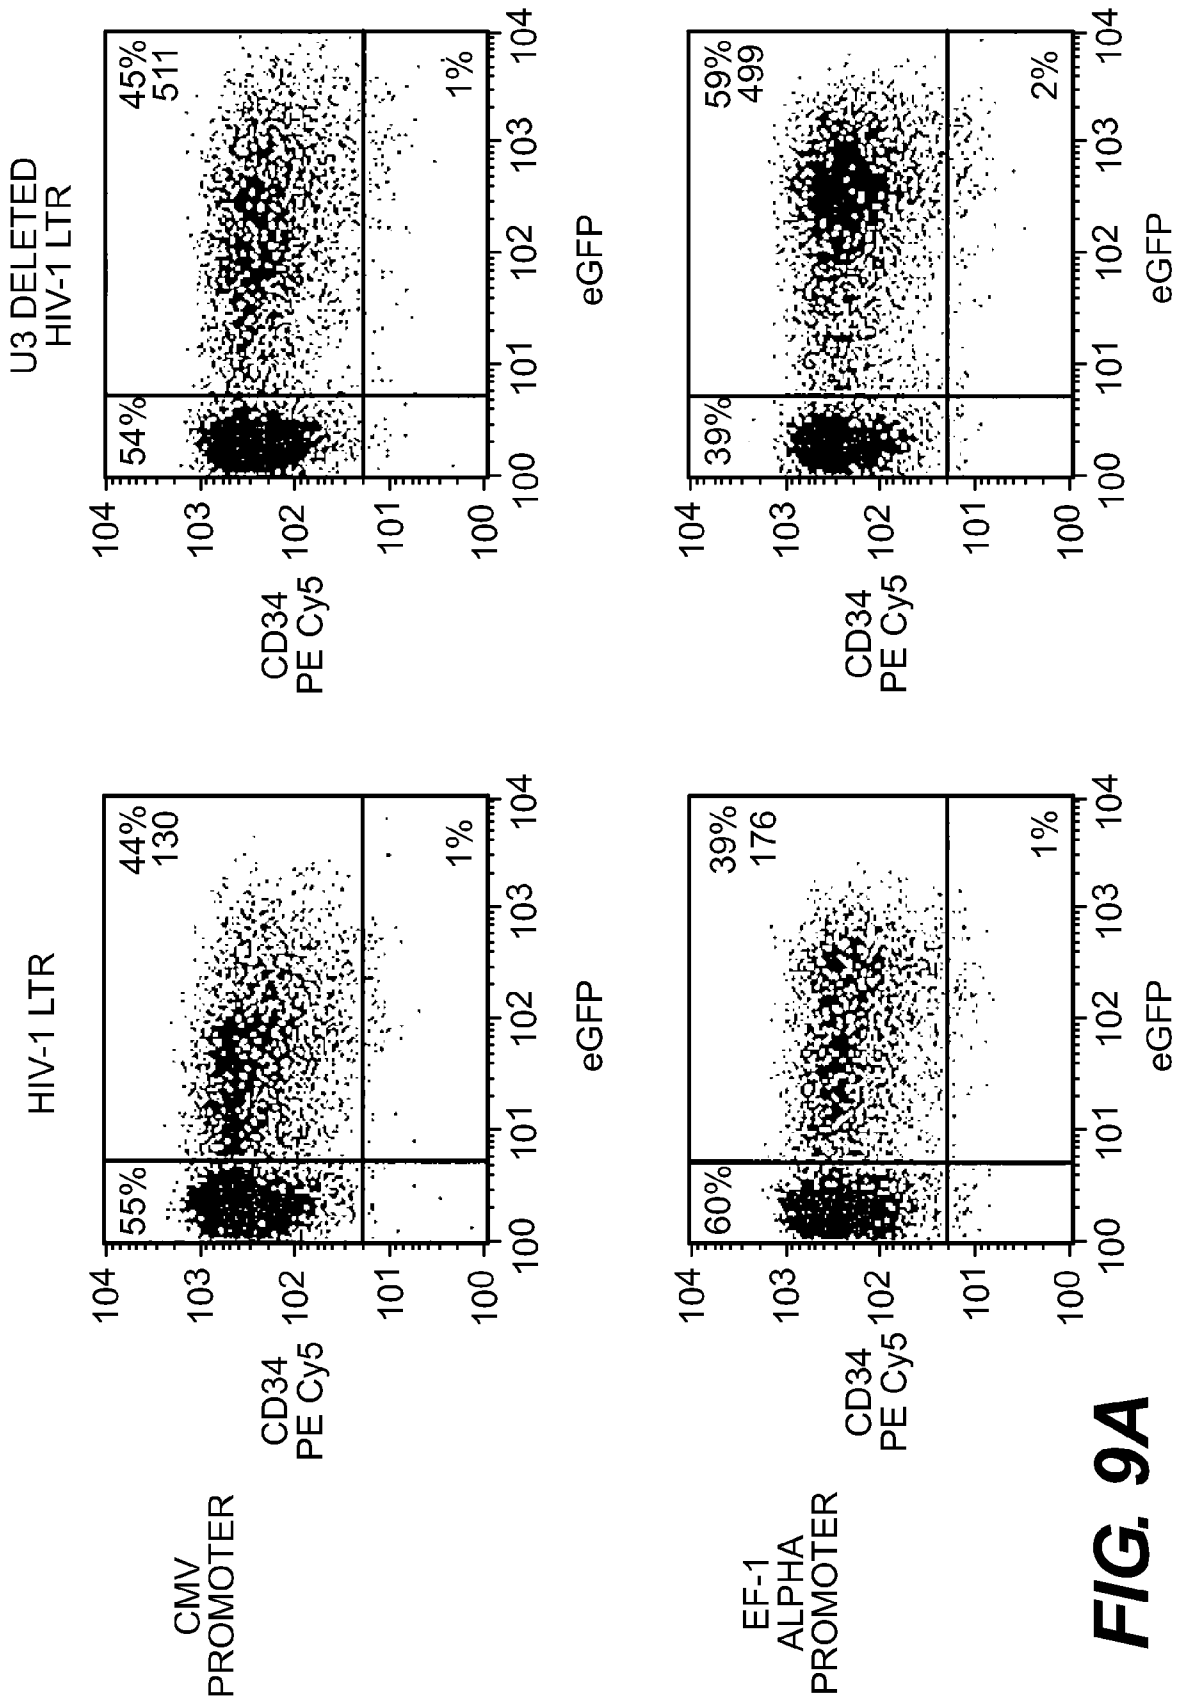 HIV-1 LTR
U3 DELETED
HIV-1 LTR
CMV
PROMOTER
CD34
PE Cy5
104
103
102
101
100
55%
44%
130
1%
100
101
102
103
104
eGFP
CD34
PE Cy5
104
103
102
101
100
54%
45%
511
1%
100
101
102
103
104
eGFP
EF-1
ALPHA
PROMOTER
CD34
PE Cy5
104
103
102
101
100
60%
39%
176
1%
100
101
102
103
104
eGFP
CD34
PE Cy5
104
103
102
101
100
39%
59%
499
2%
100
101
102
103
104
eGFP
FIG. 9A